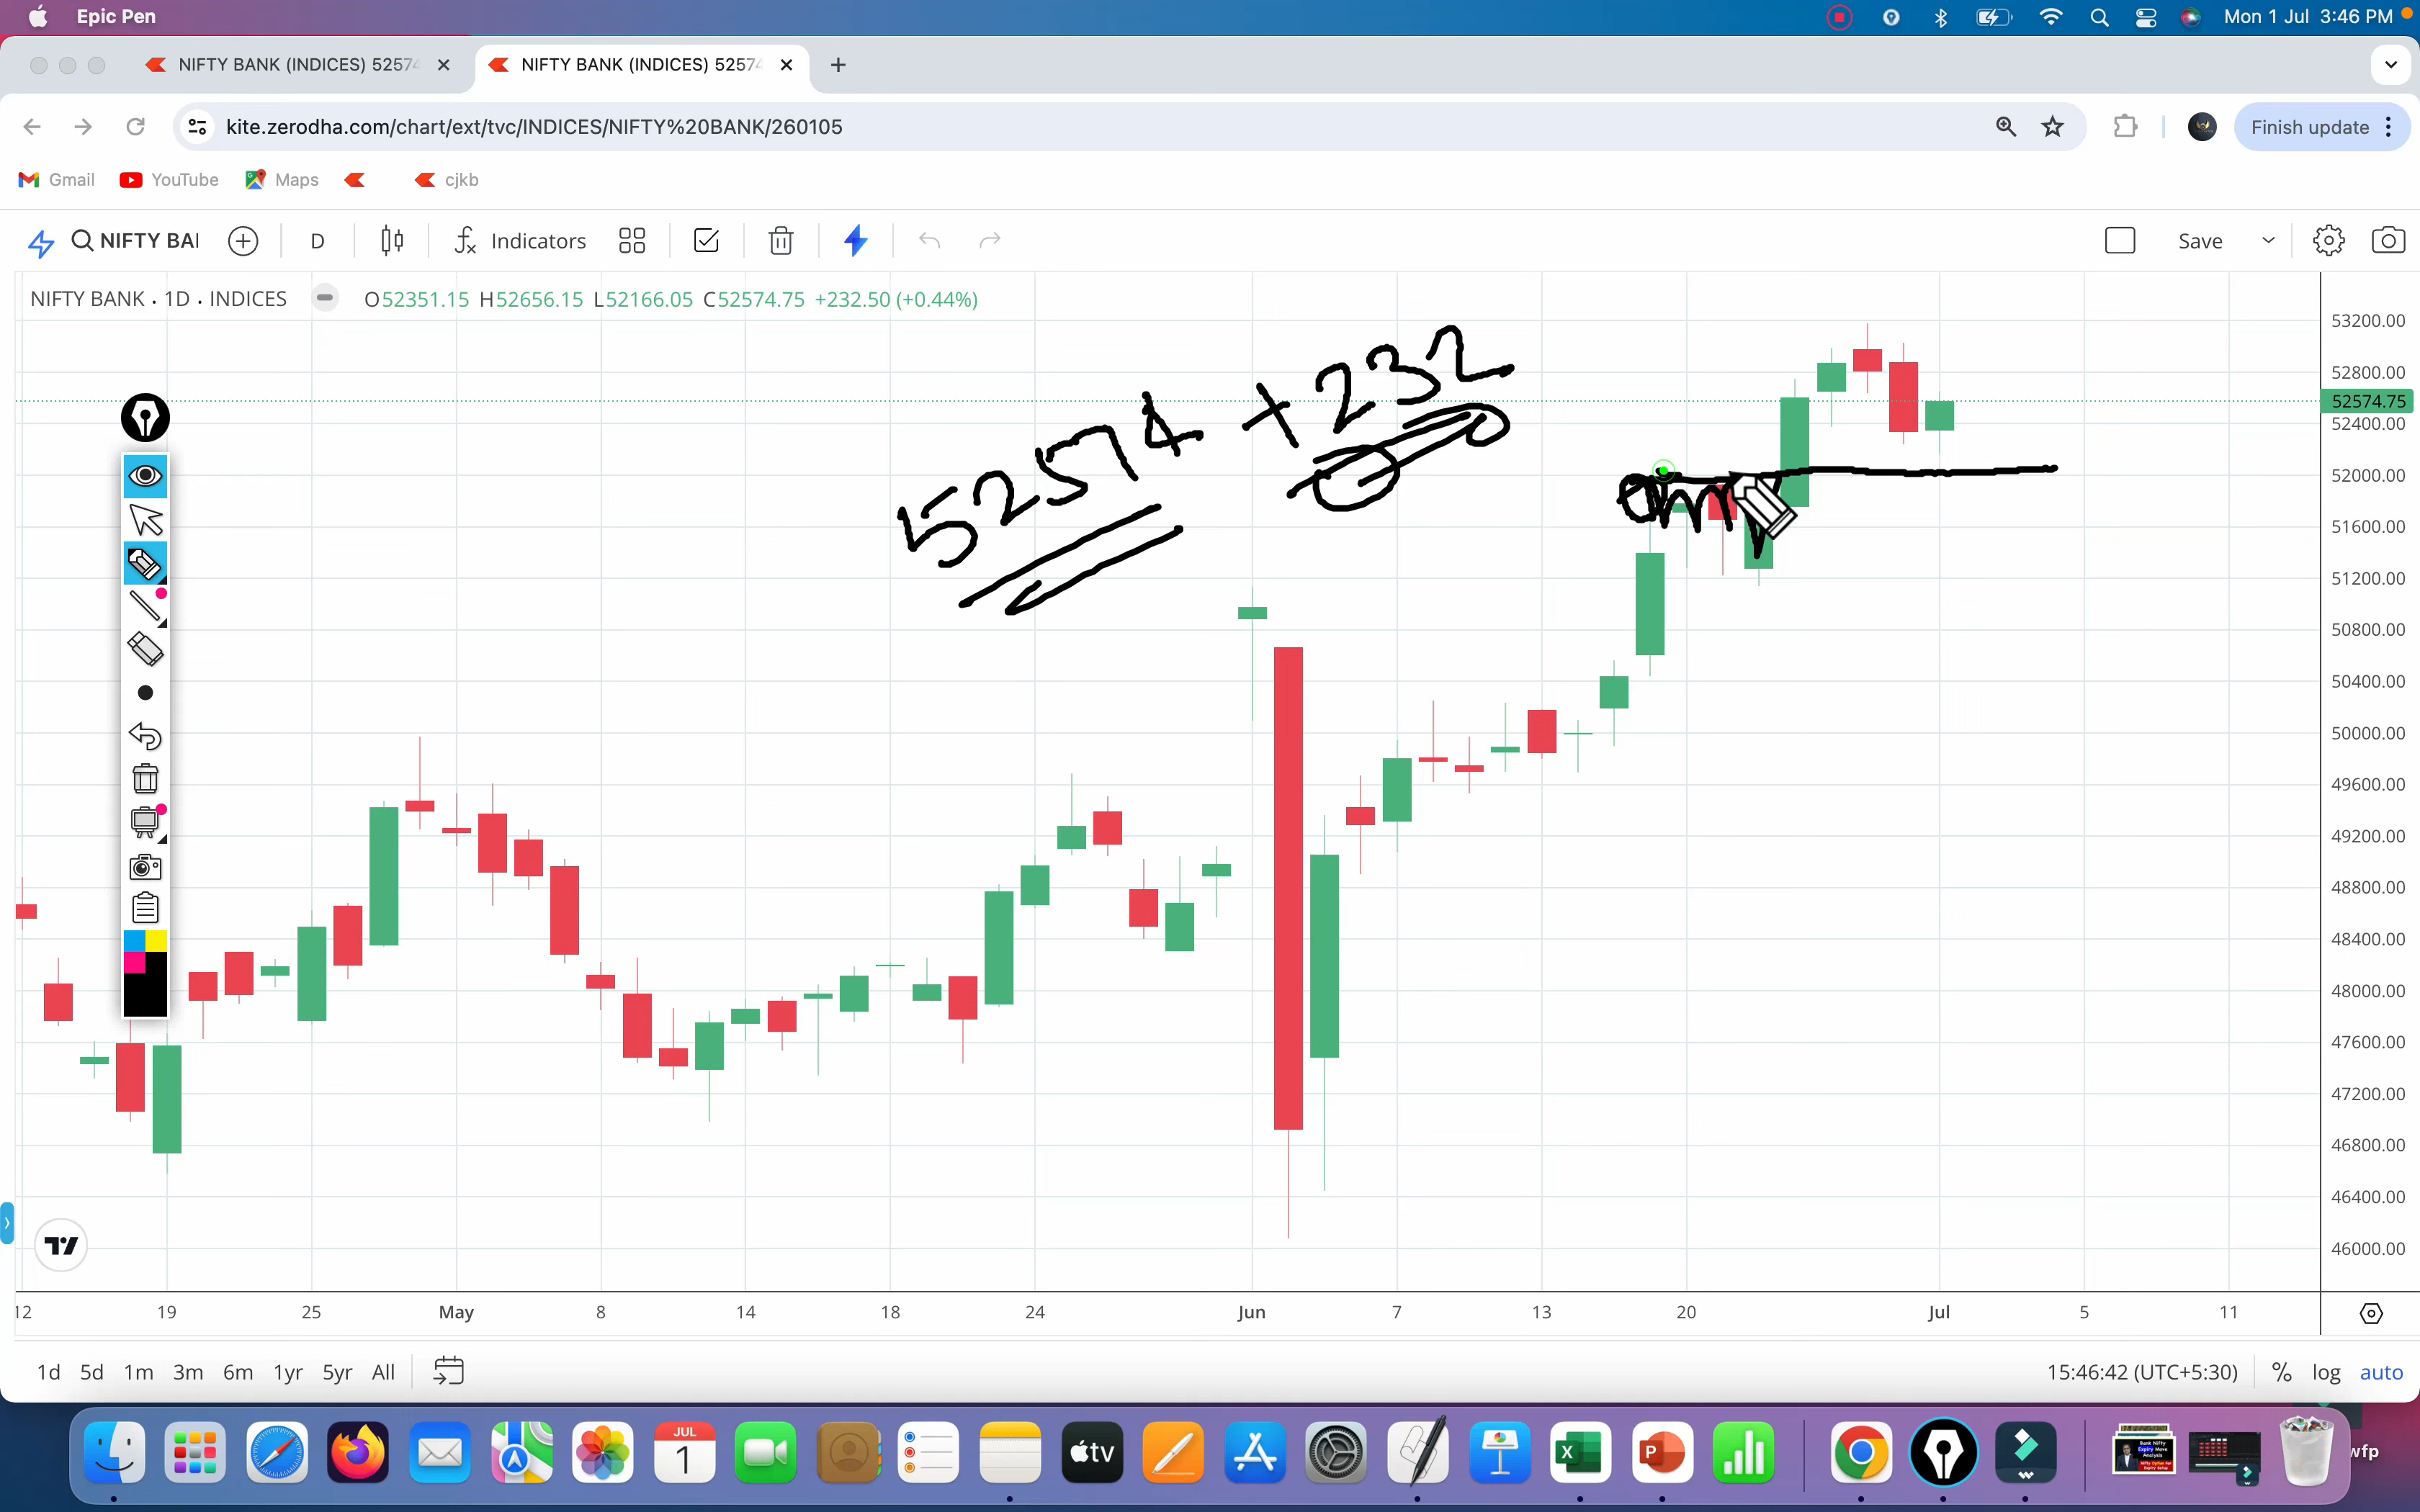 Epic Pen
Mon 1 Jul 3:46 PM
NIFTY BANK (INDICES) 5257
NIFTY BANK (INDICES) 5257
kite.zerodha.com/chart/ext/tvc/INDICES/NIFTY%20BANK/260105
Finish update
Gmail YouTube Maps cjkb
NIFTY BA D Indicators Save
NIFTY BANK · 1D · INDICES O52351.15 H52656.15 L52166.05 C52574.75 +232.50 (+0.44%)
52574 +232
53200.00
52800.00
52574.75
52400.00
52000.00
51600.00
51200.00
50800.00
50400.00
50000.00
49600.00
49200.00
48800.00
48400.00
48000.00
47600.00
47200.00
46800.00
46400.00
46000.00
12 19 25 May 8 14 18 24 Jun 7 13 20 Jul 5 11
1d 5d 1m 3m 6m 1yr 5yr All
15:46:42 (UTC+5:30) % log auto
JUL
1
tv
X
P
Bank Nifty
wfp